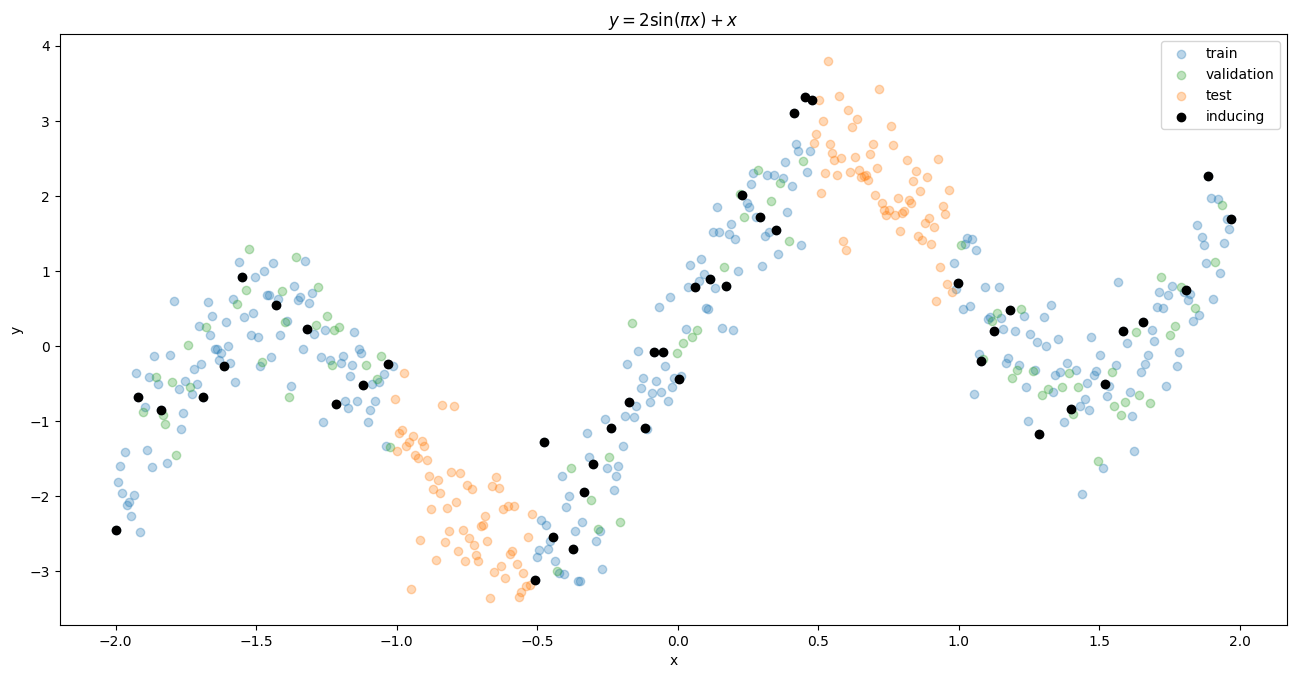 y = 2sin(πx) + x
train
validation
test
inducing
y
4
3
2
1
0
−1
−2
−3
−2.0 −1.5 −1.0 −0.5 0.0 0.5 1.0 1.5 2.0
x